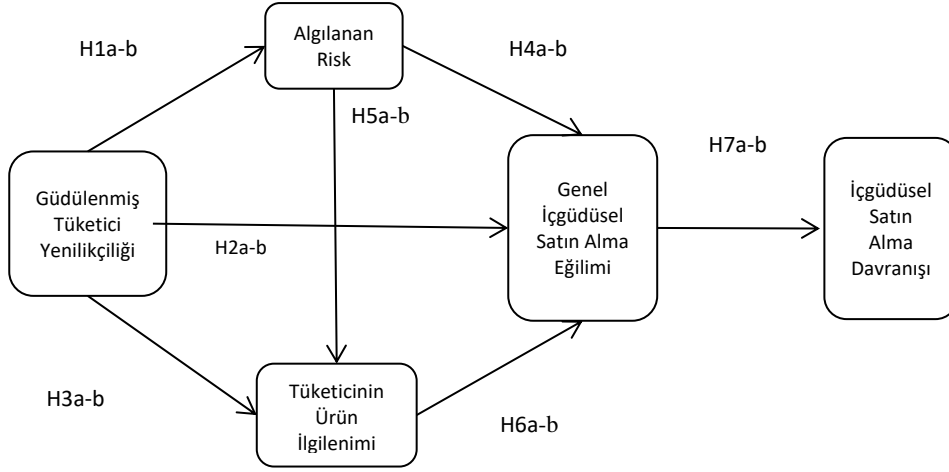 H1a-b
Algılanan
Risk
H4a-b
H5a-b
H7a-b
Güdülenmiş
Tüketici
Yenilikçiliği
H2a-b
Genel
İçgüdüsel
Satın Alma
Eğilimi
İçgüdüsel
Satın
Alma
Davranışı
H3a-b
Tüketicinin
Ürün
İlgilenimi
H6a-b